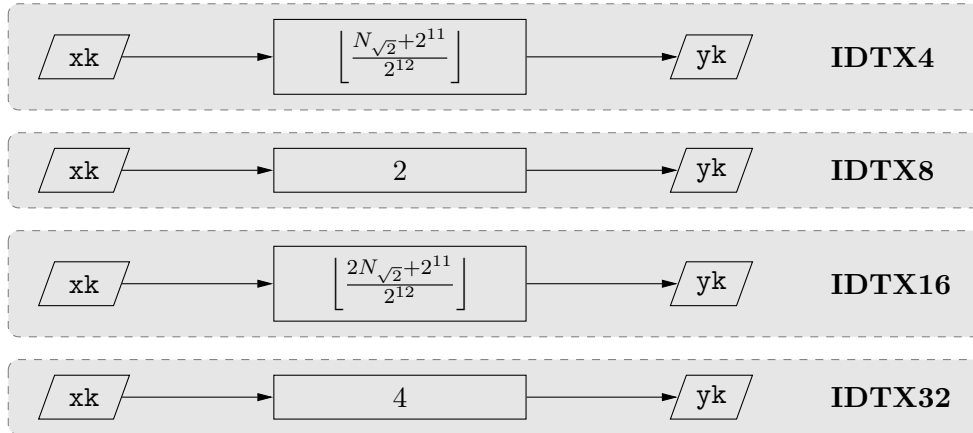 xk ⌊(N_√2 + 2^11) / 2^12⌋ yk IDTX4
xk 2 yk IDTX8
xk ⌊(2N_√2 + 2^11) / 2^12⌋ yk IDTX16
xk 4 yk IDTX32